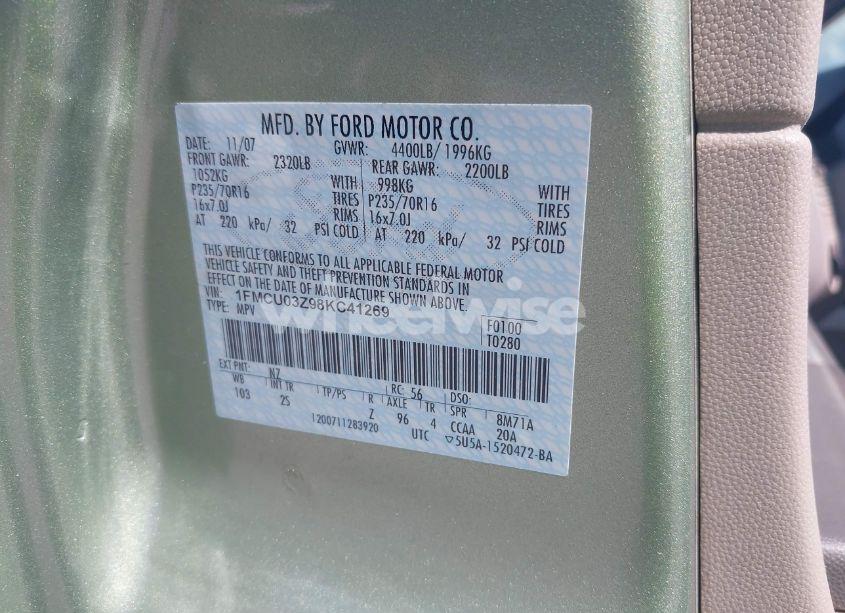 MFD. BY FORD MOTOR CO.
DATE: 11/07 GVWR: 4400LB/ 1996KG
FRONT GAWR: 2320LB REAR GAWR: 2200LB
1052KG WITH 998KG WITH
P235/70R16 TIRES P235/70R16 TIRES
16x7.0J RIMS 16x7.0J RIMS
AT 220 kPa/ 32 PSI COLD AT 220 kPa/ 32 PSI COLD
THIS VEHICLE CONFORMS TO ALL APPLICABLE FEDERAL MOTOR
VEHICLE SAFETY AND THEFT PREVENTION STANDARDS IN
EFFECT ON THE DATE OF MANUFACTURE SHOWN ABOVE.
VIN: 1FMCU03Z98KC41269
TYPE: MPV
F0100
T0280
wheelwise
EXT PNT: NZ RC: 56 DSO:
WB INT TR TP/PS R AXLE TR SPR 8M71A
103 2S Z 96 4 CCAA 20A
1200711283920 UTC ▽5U5A-1520472-BA